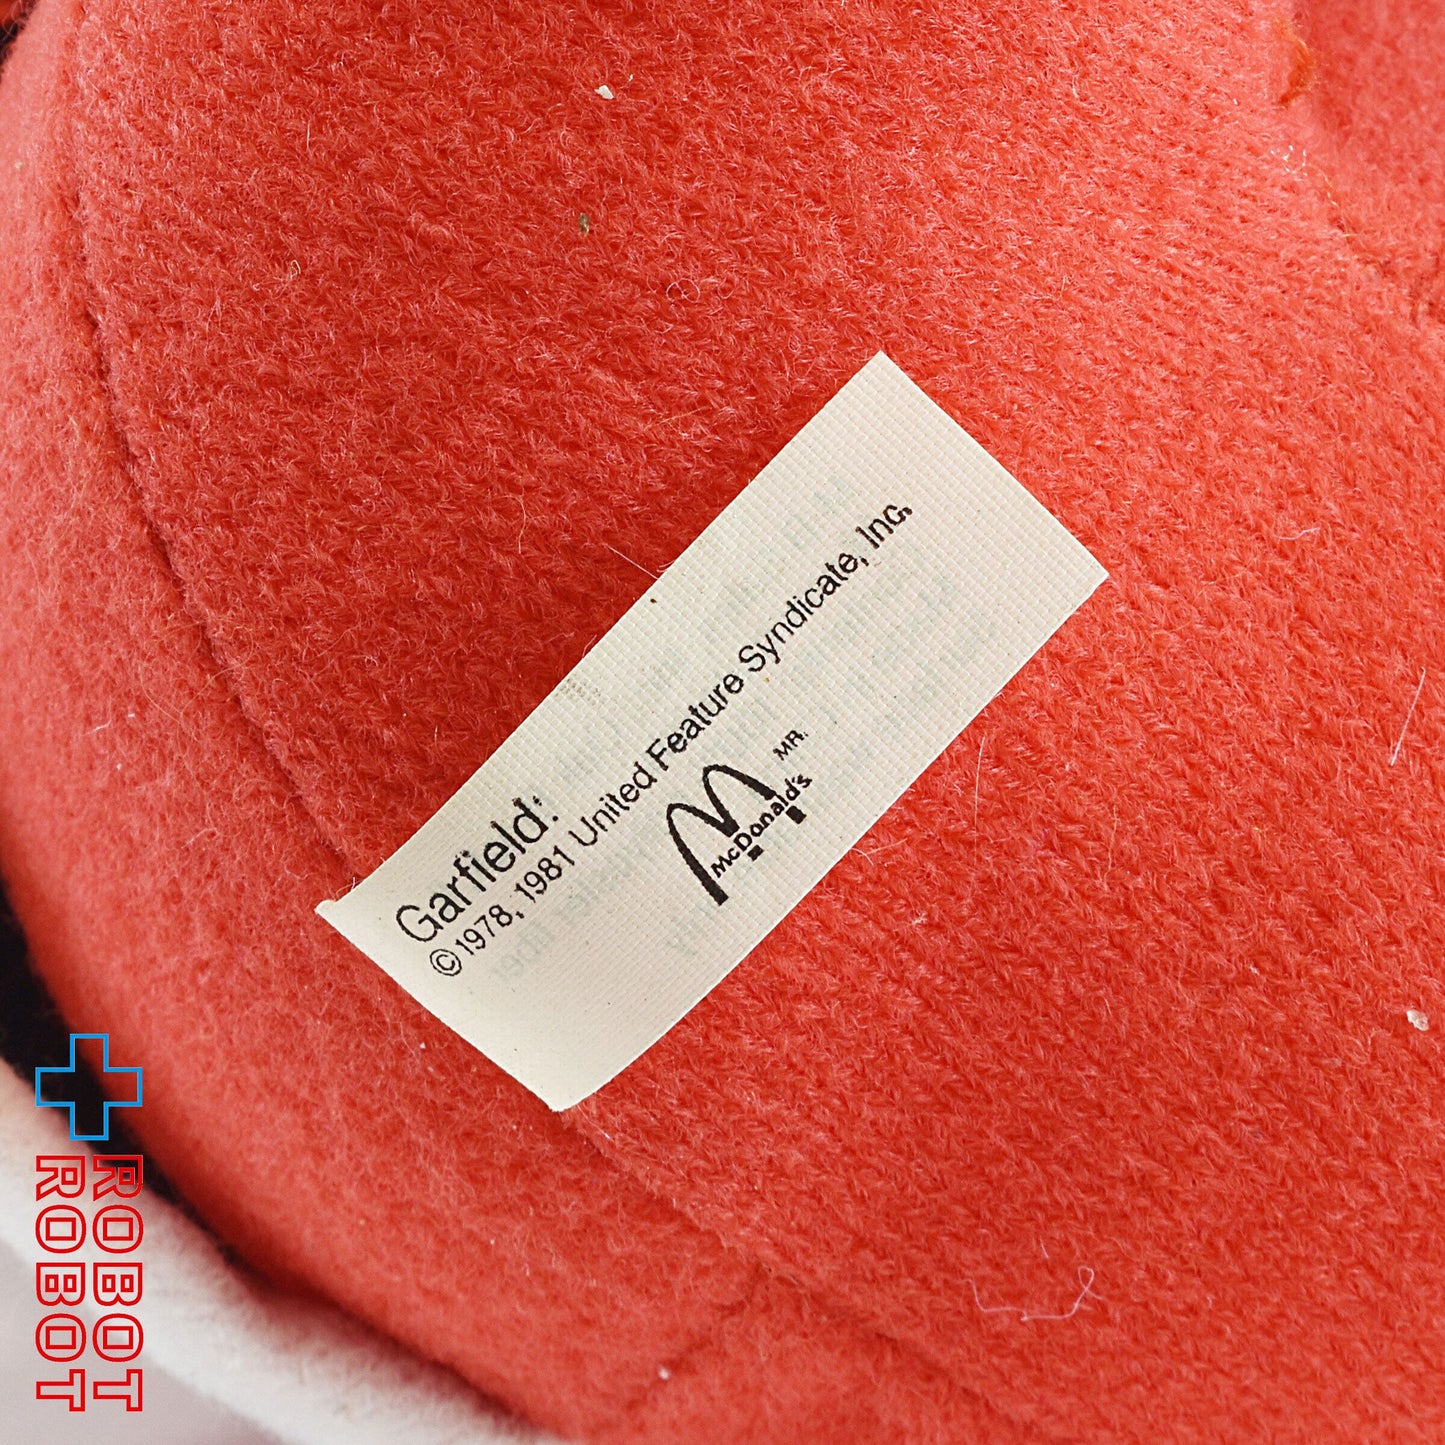 Garfield:
©1978, 1981 United Feature Syndicate, Inc.
McDonald's
MR.
ROBOT
ROBOT